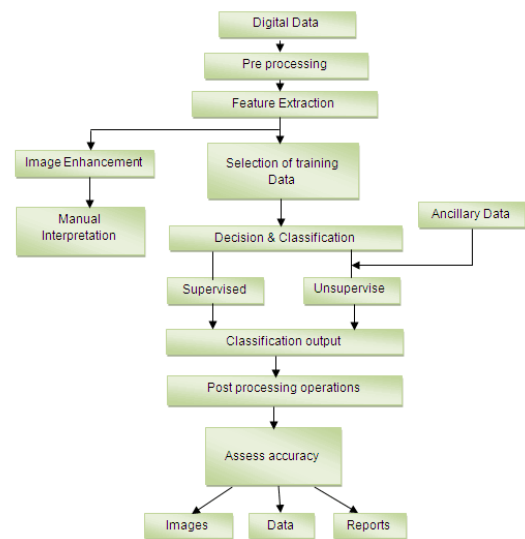 Digital Data
Pre processing
Feature Extraction
Image Enhancement
Selection of training
Data
Manual
Interpretation
Ancillary Data
Decision & Classification
Supervised
Unsupervise
Classification output
Post processing operations
Assess accuracy
Images
Data
Reports